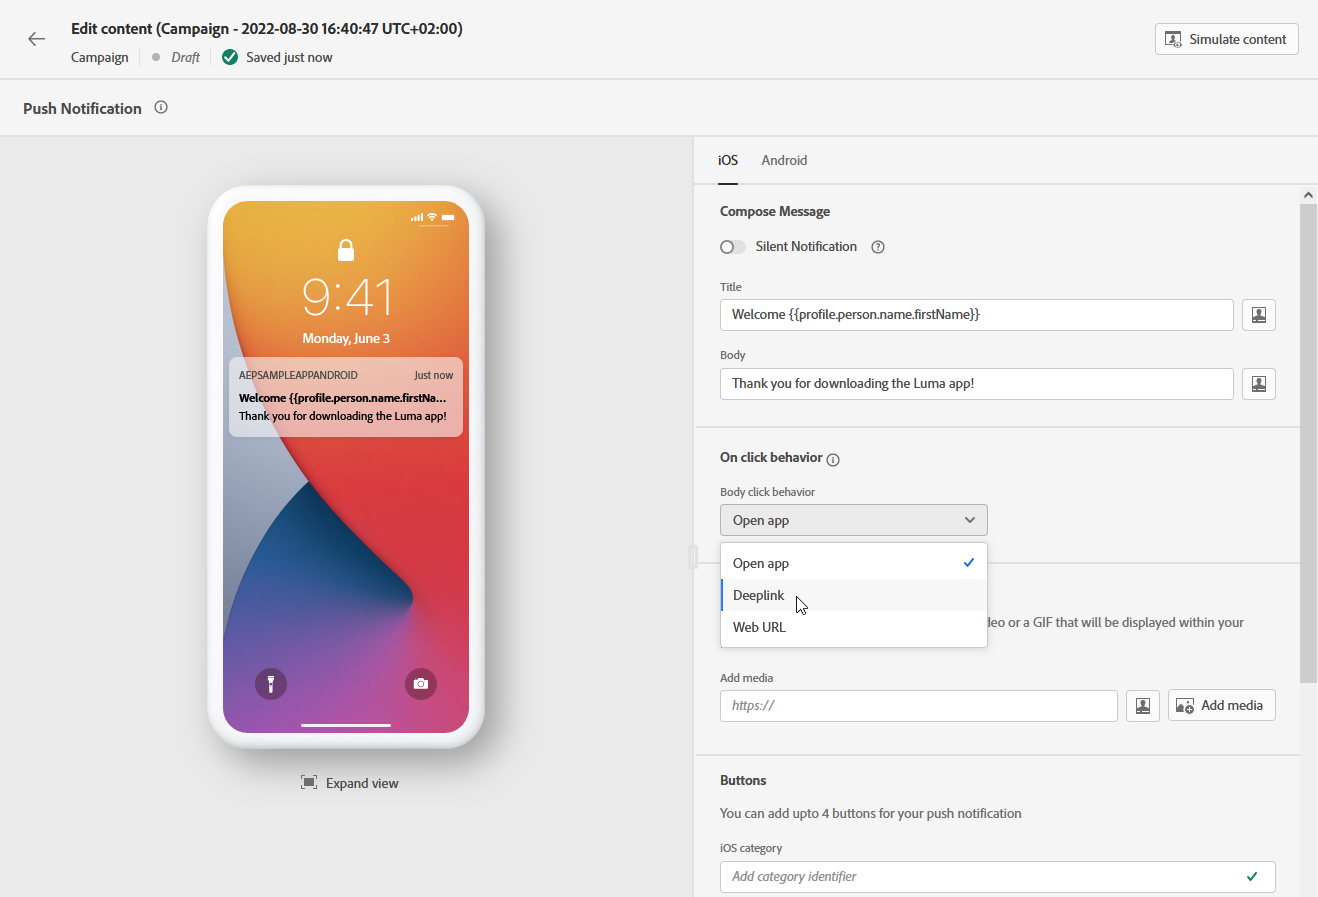 Edit content (Campaign - 2022-08-30 16:40:47 UTC+02:00)
Campaign Draft Saved just now
Simulate content
Push Notification
9:41
Monday, June 3
AEPSAMPLEAPPANDROID Just now
Welcome {{profile.person.name.firstNa...
Thank you for downloading the Luma app!
Expand view
iOS Android
Compose Message
Silent Notification
Title
Welcome {{profile.person.name.firstName}}
Body
Thank you for downloading the Luma app!
On click behavior
Body click behavior
Open app
Open app
Deeplink
Web URL
deo or a GIF that will be displayed within your
Add media
https://
Add media
Buttons
You can add upto 4 buttons for your push notification
iOS category
Add category identifier